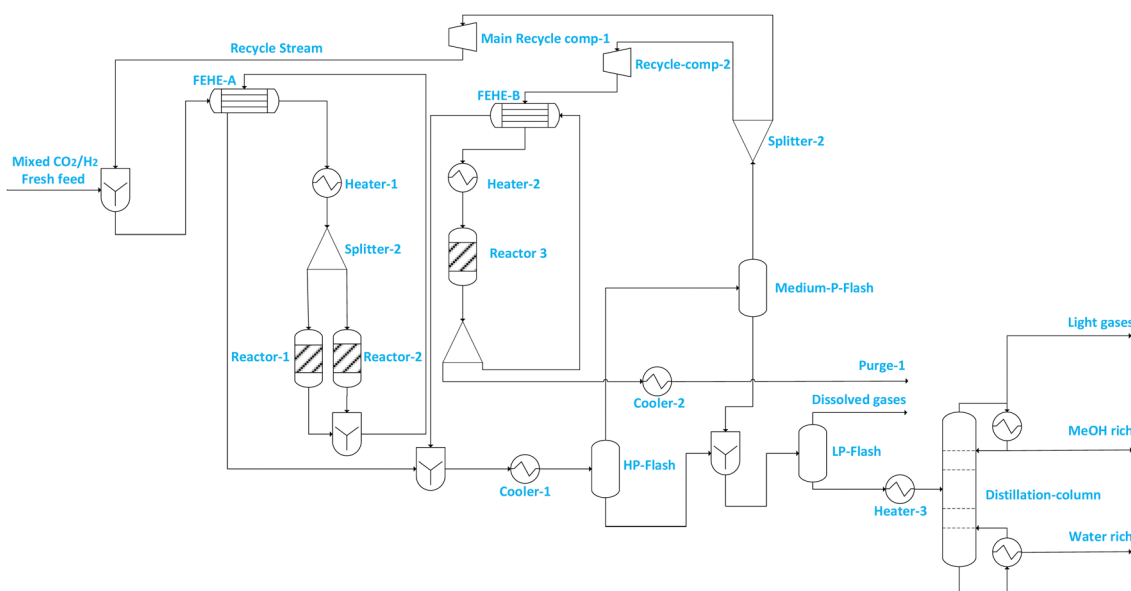 Main Recycle comp-1
Recycle Stream
Recycle-comp-2
FEHE-A
FEHE-B
Splitter-2
Mixed CO2/H2
Fresh feed
Heater-1
Heater-2
Splitter-2
Reactor 3
Medium-P-Flash
Light gases
Reactor-1
Reactor-2
Purge-1
Cooler-2
Dissolved gases
MeOH rich
HP-Flash
LP-Flash
Cooler-1
Distillation-column
Heater-3
Water rich